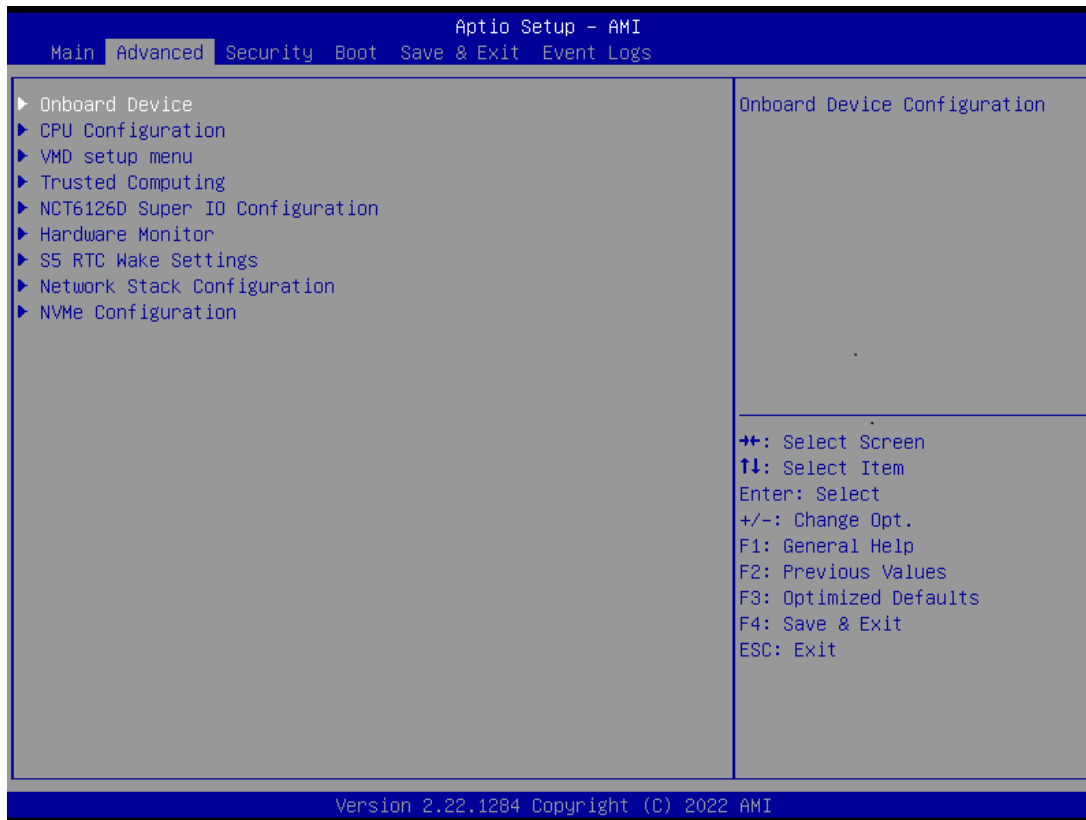 Aptio Setup – AMI
Main Advanced Security Boot Save & Exit Event Logs
▶ Onboard Device
▶ CPU Configuration
▶ VMD setup menu
▶ Trusted Computing
▶ NCT6126D Super IO Configuration
▶ Hardware Monitor
▶ S5 RTC Wake Settings
▶ Network Stack Configuration
▶ NVMe Configuration
Onboard Device Configuration
→←: Select Screen
↑↓: Select Item
Enter: Select
+/-: Change Opt.
F1: General Help
F2: Previous Values
F3: Optimized Defaults
F4: Save & Exit
ESC: Exit
Version 2.22.1284 Copyright (C) 2022 AMI